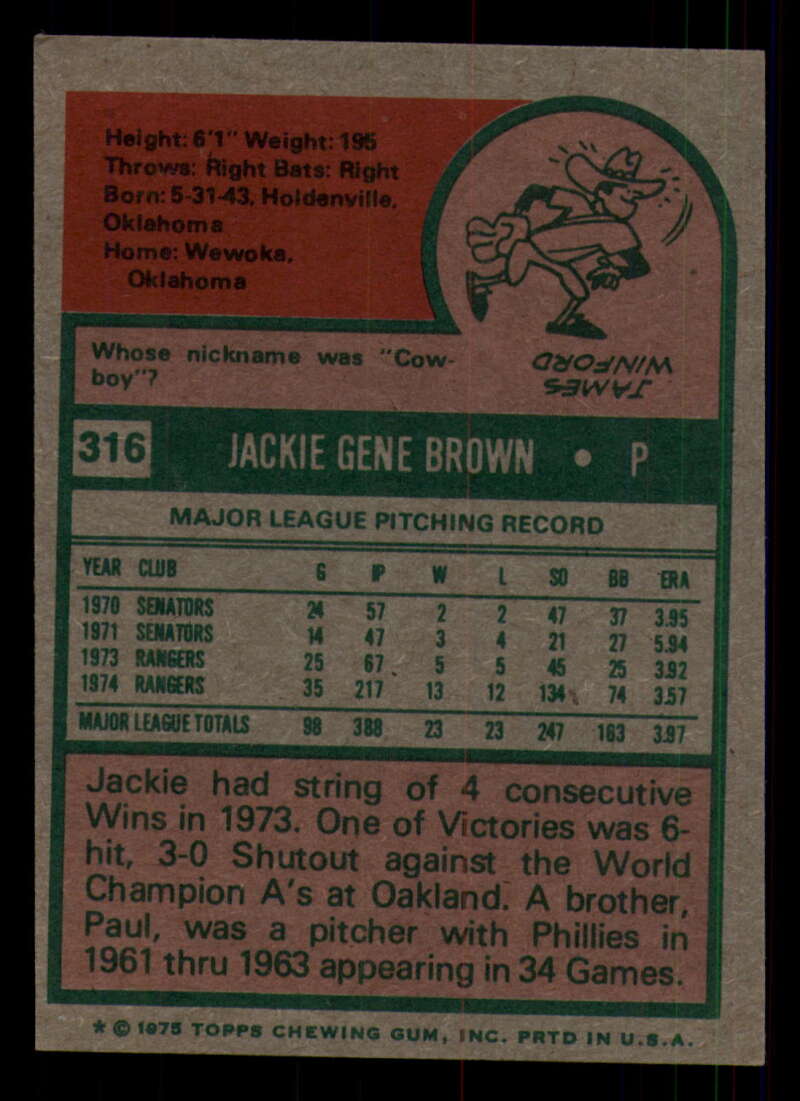 Height: 6'1" Weight: 195
Throws: Right Bats: Right
Born: 5-31-43, Holdenville,
Oklahoma
Home: Wewoka,
Oklahoma
Whose nickname was "Cow-
boy"?
JAMES
WINFORD
316 JACKIE GENE BROWN • P
MAJOR LEAGUE PITCHING RECORD
YEAR CLUB G IP W L SO BB ERA
1970 SENATORS 24 57 2 2 47 37 3.95
1971 SENATORS 14 47 3 4 21 27 5.94
1973 RANGERS 25 67 5 5 45 25 3.92
1974 RANGERS 35 217 13 12 134 74 3.57
MAJOR LEAGUE TOTALS 98 388 23 23 247 163 3.97
Jackie had string of 4 consecutive
Wins in 1973. One of Victories was 6-
hit, 3-0 Shutout against the World
Champion A's at Oakland. A brother,
Paul, was a pitcher with Phillies in
1961 thru 1963 appearing in 34 Games.
* © 1975 TOPPS CHEWING GUM, INC. PRTD IN U.S.A.